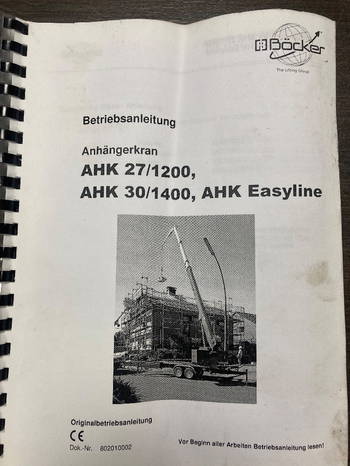 Böcker
The Lifting Group
Betriebsanleitung
Anhängerkran
AHK 27/1200,
AHK 30/1400, AHK Easyline
Originalbetriebsanleitung
CE
Dok.-Nr. 802010002
Vor Beginn aller Arbeiten Betriebsanleitung lesen!